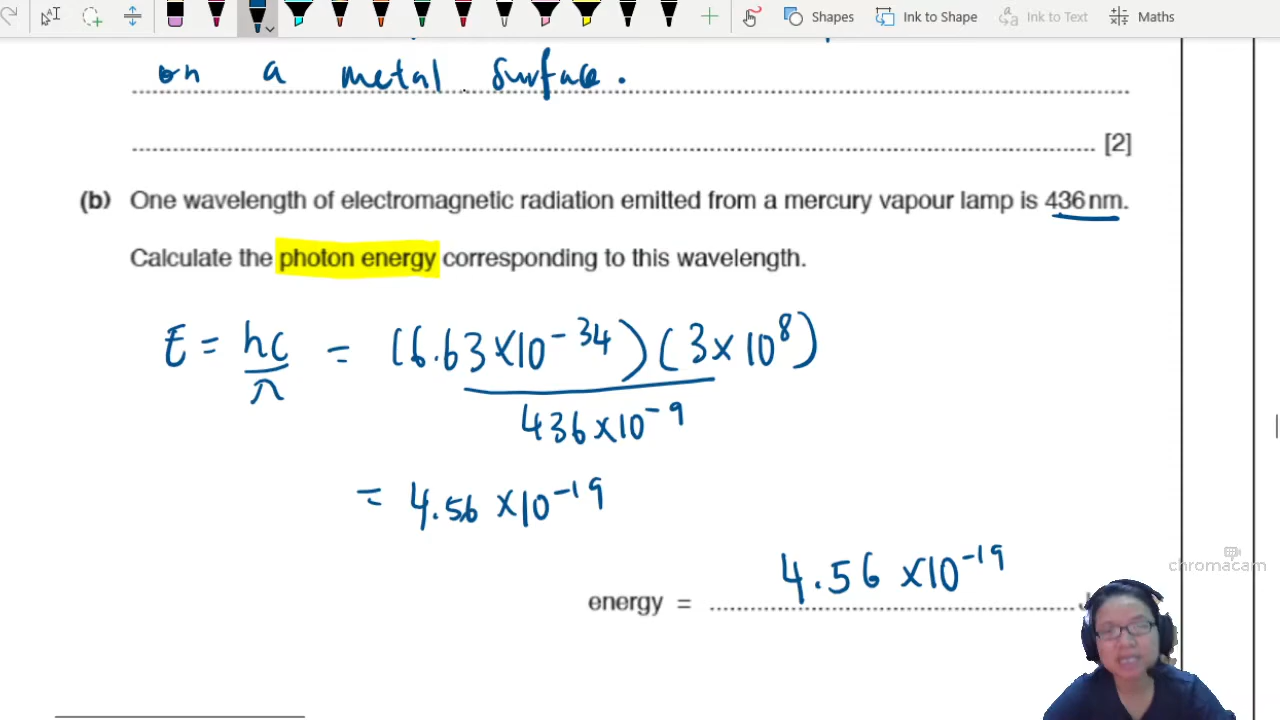 Shapes Ink to Shape Ink to Text Maths
on a metal surface.
[2]
(b) One wavelength of electromagnetic radiation emitted from a mercury vapour lamp is 436 nm.
Calculate the photon energy corresponding to this wavelength.
E = hc/λ = (6.63×10⁻³⁴)(3×10⁸)
436×10⁻⁹
= 4.56 ×10⁻¹⁹
chromacam
4.56 ×10⁻¹⁹
energy = ........................................................ J